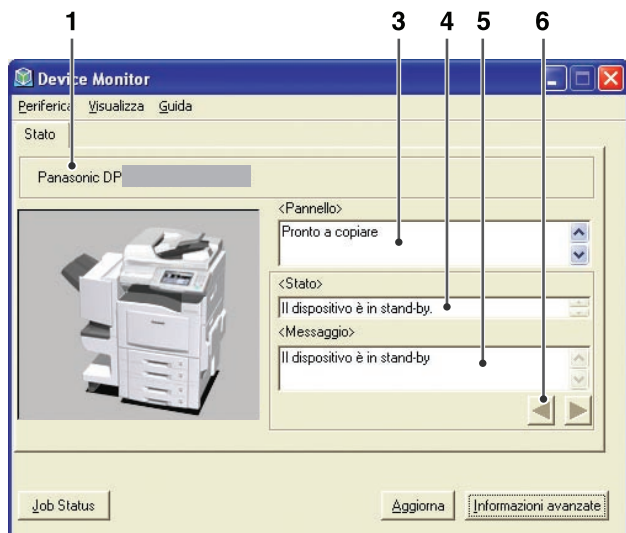 1 3 4 5 6
Device Monitor
Periferica Visualizza Guida
Stato
Panasonic DP
<Pannello>
Pronto a copiare
<Stato>
Il dispositivo è in stand-by.
<Messaggio>
Il dispositivo è in stand-by
Job Status Aggiorna Informazioni avanzate